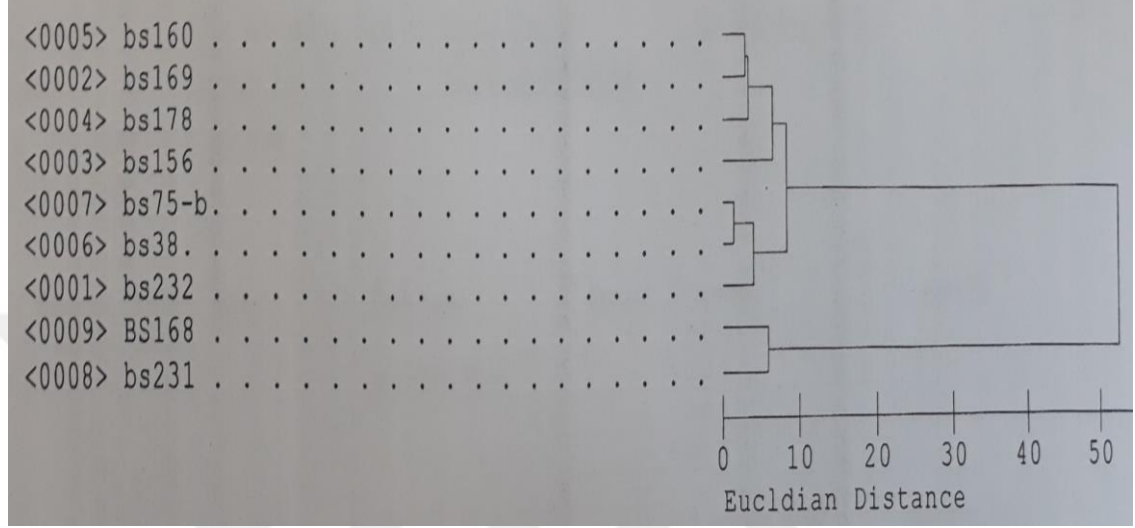 <0005> bs160 . . . . . . . . . . . . . . . . .
<0002> bs169 . . . . . . . . . . . . . . . . .
<0004> bs178 . . . . . . . . . . . . . . . . .
<0003> bs156 . . . . . . . . . . . . . . . . .
<0007> bs75-b. . . . . . . . . . . . . . . . . .
<0006> bs38. . . . . . . . . . . . . . . . . .
<0001> bs232 . . . . . . . . . . . . . . . . .
<0009> BS168 . . . . . . . . . . . . . . . . .
<0008> bs231 . . . . . . . . . . . . . . . . .
0 10 20 30 40 50
Eucldian Distance